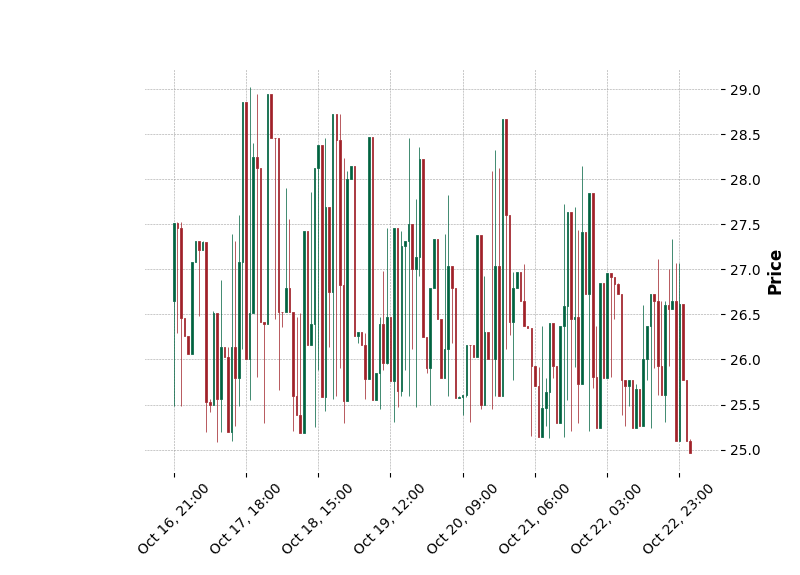 29.0
28.5
28.0
27.5
27.0
26.5
26.0
25.5
25.0
Price
Oct 16, 21:00
Oct 17, 18:00
Oct 18, 15:00
Oct 19, 12:00
Oct 20, 09:00
Oct 21, 06:00
Oct 22, 03:00
Oct 22, 23:00